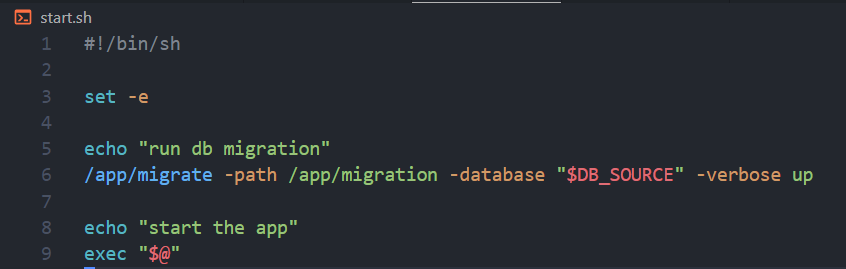 start.sh
1 #!/bin/sh
2
3 set -e
4
5 echo "run db migration"
6 /app/migrate -path /app/migration -database "$DB_SOURCE" -verbose up
7
8 echo "start the app"
9 exec "$@"